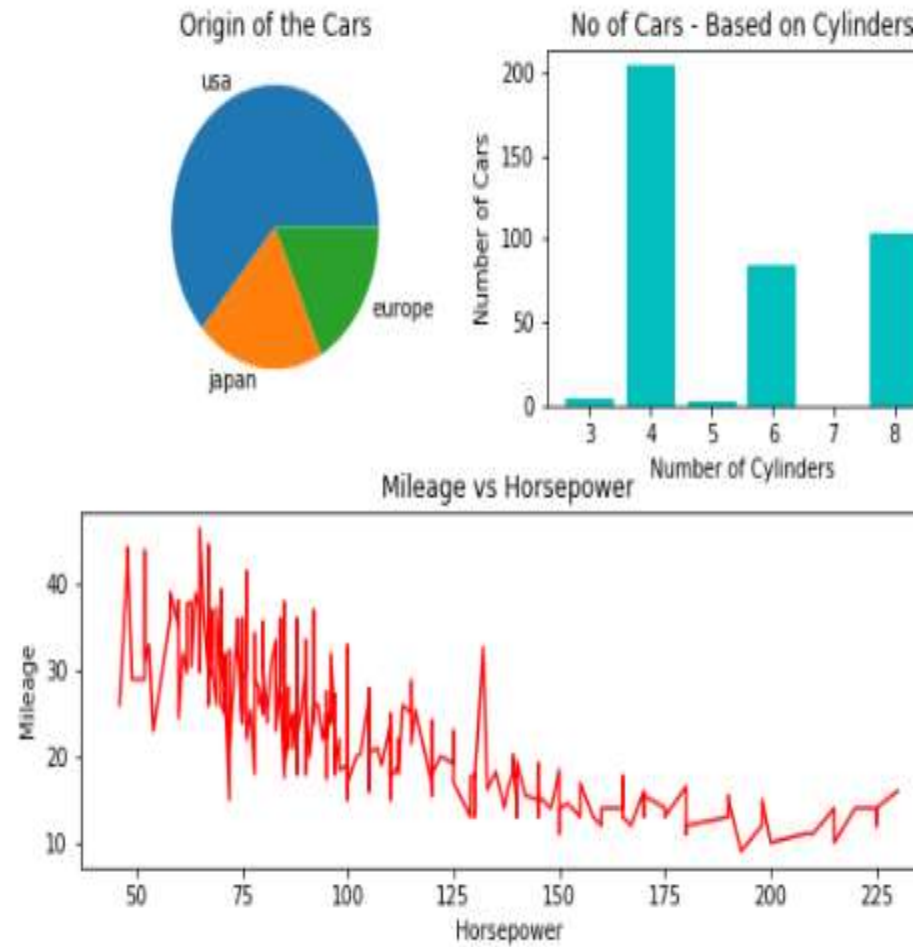 Origin of the Cars
usa
japan
europe
No of Cars - Based on Cylinders
Number of Cars
200
150
100
50
0
3 4 5 6 7 8
Number of Cylinders
Mileage vs Horsepower
Mileage
40
30
20
10
50 75 100 125 150 175 200 225
Horsepower